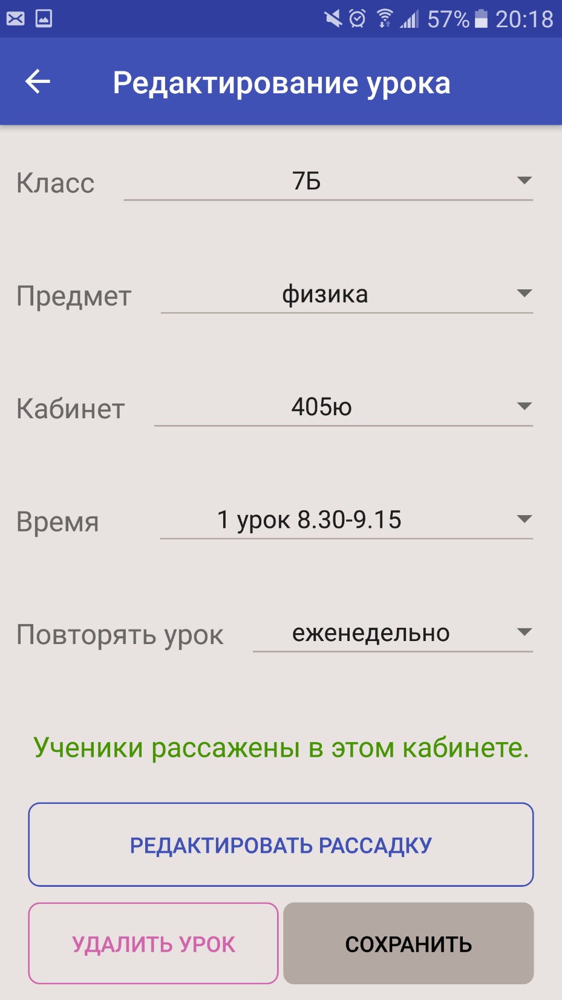 57% 20:18
Редактирование урока
Класс 7Б
Предмет физика
Кабинет 405ю
Время 1 урок 8.30-9.15
Повторять урок еженедельно
Ученики рассажены в этом кабинете.
РЕДАКТИРОВАТЬ РАССАДКУ
УДАЛИТЬ УРОК СОХРАНИТЬ